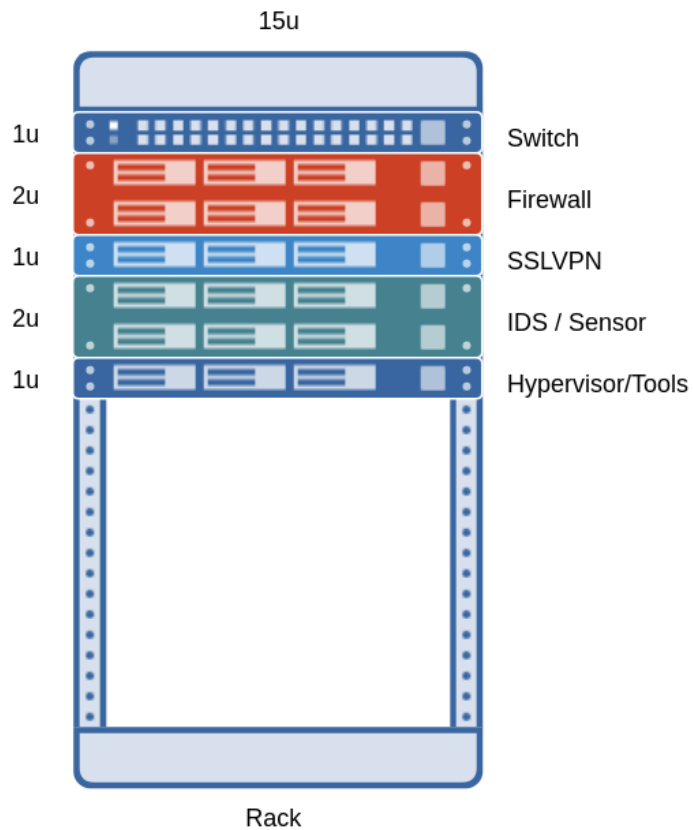 15u
1u
Switch
2u
Firewall
1u
SSLVPN
2u
IDS / Sensor
1u
Hypervisor/Tools
Rack